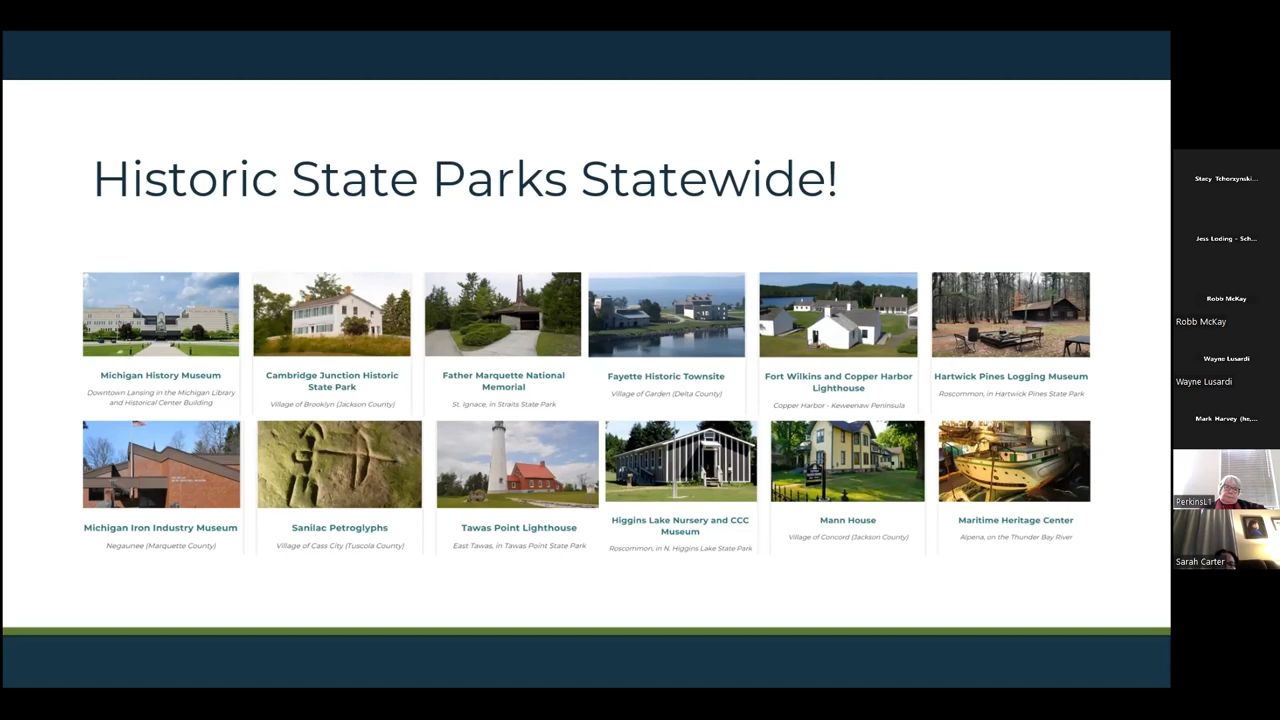 Historic State Parks Statewide!
Michigan History Museum
Downtown Lansing in the Michigan Library
and Historical Center Building
Cambridge Junction Historic
State Park
Village of Brooklyn (Jackson County)
Father Marquette National
Memorial
St. Ignace, in Straits State Park
Fayette Historic Townsite
Village of Garden (Delta County)
Fort Wilkins and Copper Harbor
Lighthouse
Copper Harbor - Keweenaw Peninsula
Hartwick Pines Logging Museum
Roscommon, in Hartwick Pines State Park
Michigan Iron Industry Museum
Negaunee (Marquette County)
Sanilac Petroglyphs
Village of Cass City (Tuscola County)
Tawas Point Lighthouse
East Tawas, in Tawas Point State Park
Higgins Lake Nursery and CCC
Museum
Roscommon, in N. Higgins Lake State Park
Mann House
Village of Concord (Jackson County)
Maritime Heritage Center
Alpena, on the Thunder Bay River
Stacy Tchorzynski...
Jess Loding - Sch...
Robb McKay
Robb McKay
Wayne Lusardi
Wayne Lusardi
Mark Harvey (he,...
PerkinsL1
Sarah Carter